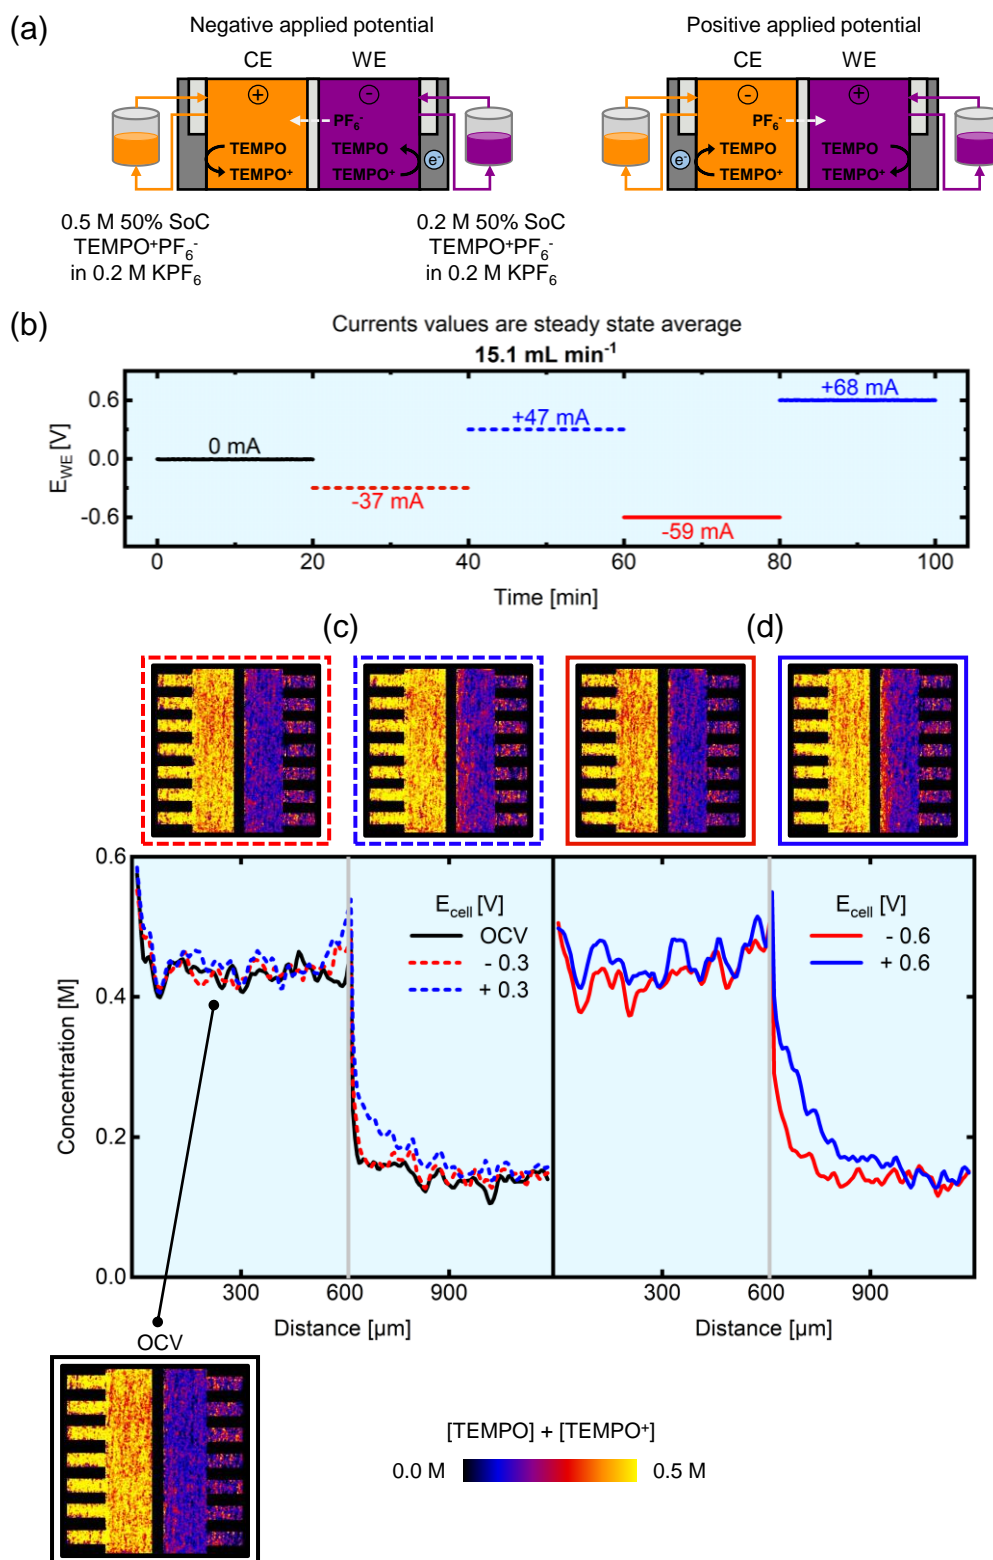 (a)
Negative applied potential
Positive applied potential
CE WE
CE WE
+ -
- +
PF₆⁻
PF₆⁻
TEMPO TEMPO
TEMPO⁺ TEMPO⁺
e⁻
TEMPO TEMPO
TEMPO⁺ TEMPO⁺
e⁻
0.5 M 50% SoC
TEMPO⁺PF₆⁻
in 0.2 M KPF₆
0.2 M 50% SoC
TEMPO⁺PF₆⁻
in 0.2 M KPF₆
(b)
Currents values are steady state average
15.1 mL min⁻¹
E_WE [V]
0.6
0.0
-0.6
0 mA
-37 mA
+47 mA
-59 mA
+68 mA
0 20 40 60 80 100
Time [min]
(c)
(d)
Concentration [M]
0.6
0.4
0.2
0.0
E_cell [V]
OCV
- 0.3
+ 0.3
E_cell [V]
- 0.6
+ 0.6
300 600 900
300 600 900
Distance [µm]
Distance [µm]
OCV
[TEMPO] + [TEMPO⁺]
0.0 M
0.5 M